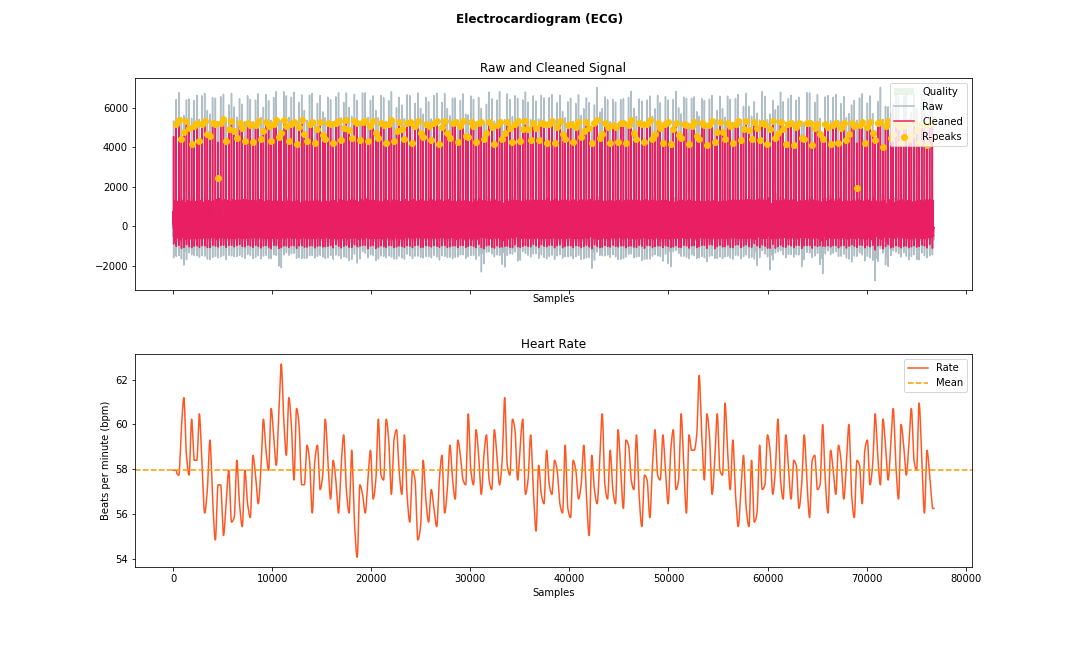 Electrocardiogram (ECG)
Raw and Cleaned Signal
6000
4000
2000
0
−2000
Quality
Raw
Cleaned
R-peaks
Samples
Heart Rate
Beats per minute (bpm)
62
60
58
56
54
Rate
Mean
0 10000 20000 30000 40000 50000 60000 70000 80000
Samples